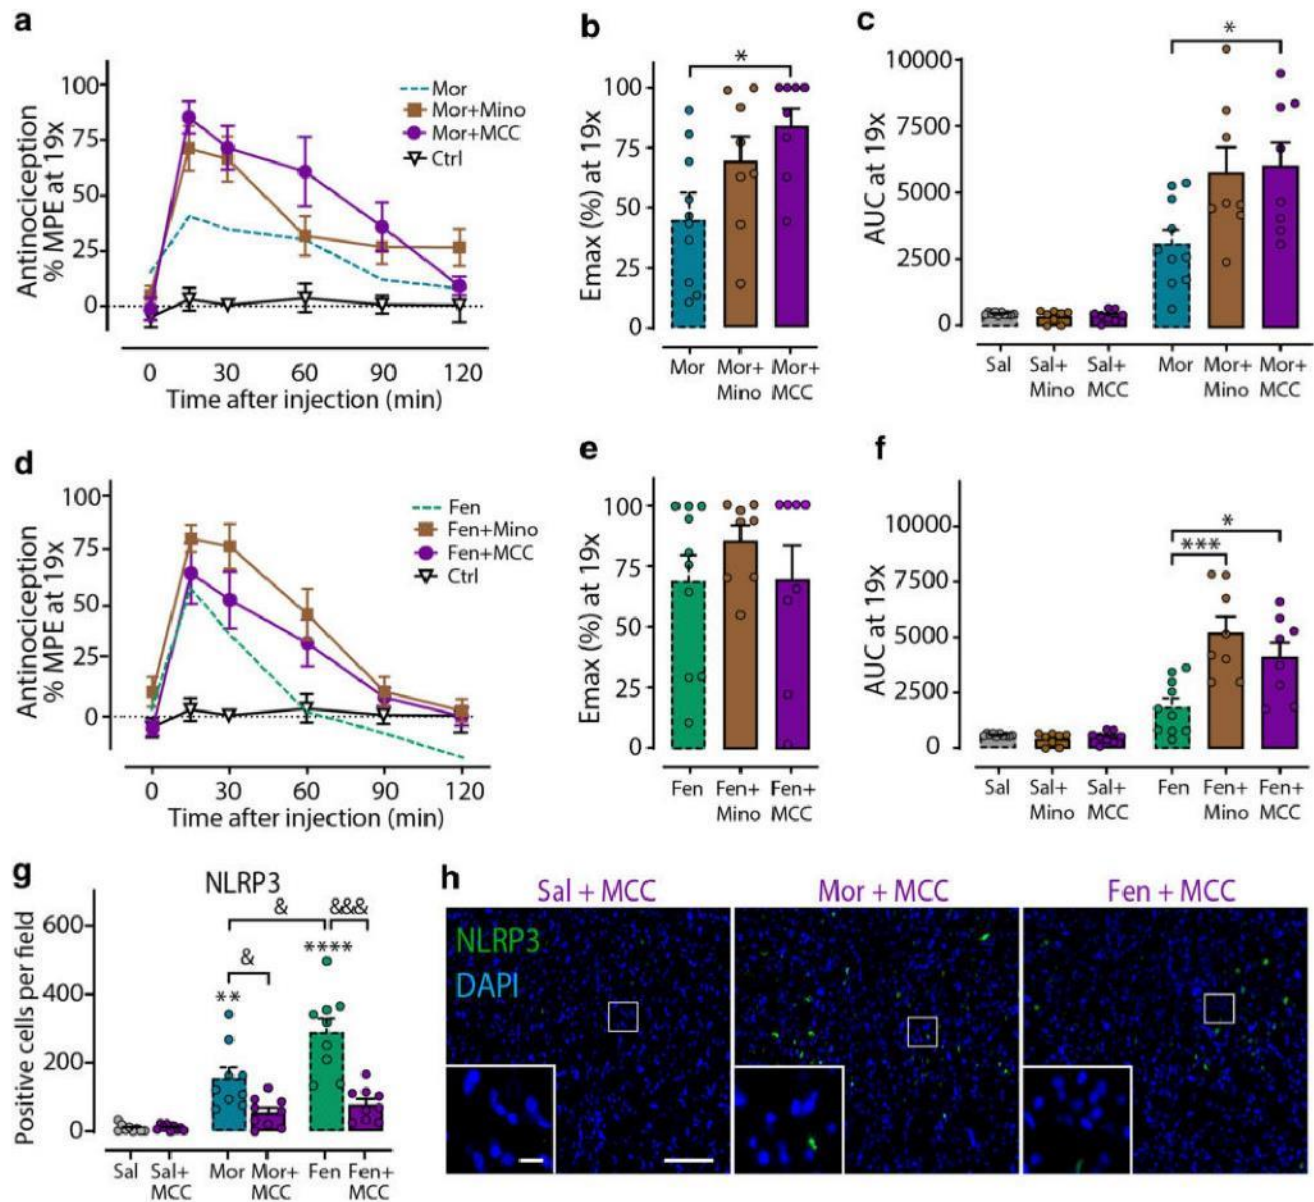 a
Antinociception
% MPE at 19x
100
75
50
25
0
Mor
Mor+Mino
Mor+MCC
Ctrl
0 30 60 90 120
Time after injection (min)
b
Emax (%) at 19x
100
75
50
25
0
*
Mor Mor+ Mor+
Mino MCC
c
AUC at 19x
10000
7500
5000
2500
0
*
Sal Sal+ Sal+ Mor Mor+ Mor+
Mino MCC Mino MCC
d
Antinociception
% MPE at 19x
100
75
50
25
0
Fen
Fen+Mino
Fen+MCC
Ctrl
0 30 60 90 120
Time after injection (min)
e
Emax (%) at 19x
100
75
50
25
0
Fen Fen+ Fen+
Mino MCC
f
AUC at 19x
10000
7500
5000
2500
0
*
***
Sal Sal+ Sal+ Fen Fen+ Fen+
Mino MCC Mino MCC
g
NLRP3
Positive cells per field
600
400
200
0
& &&&
****
&
**
Sal Sal+ Mor Mor+ Fen Fen+
MCC MCC MCC
h
Sal + MCC Mor + MCC Fen + MCC
NLRP3
DAPI